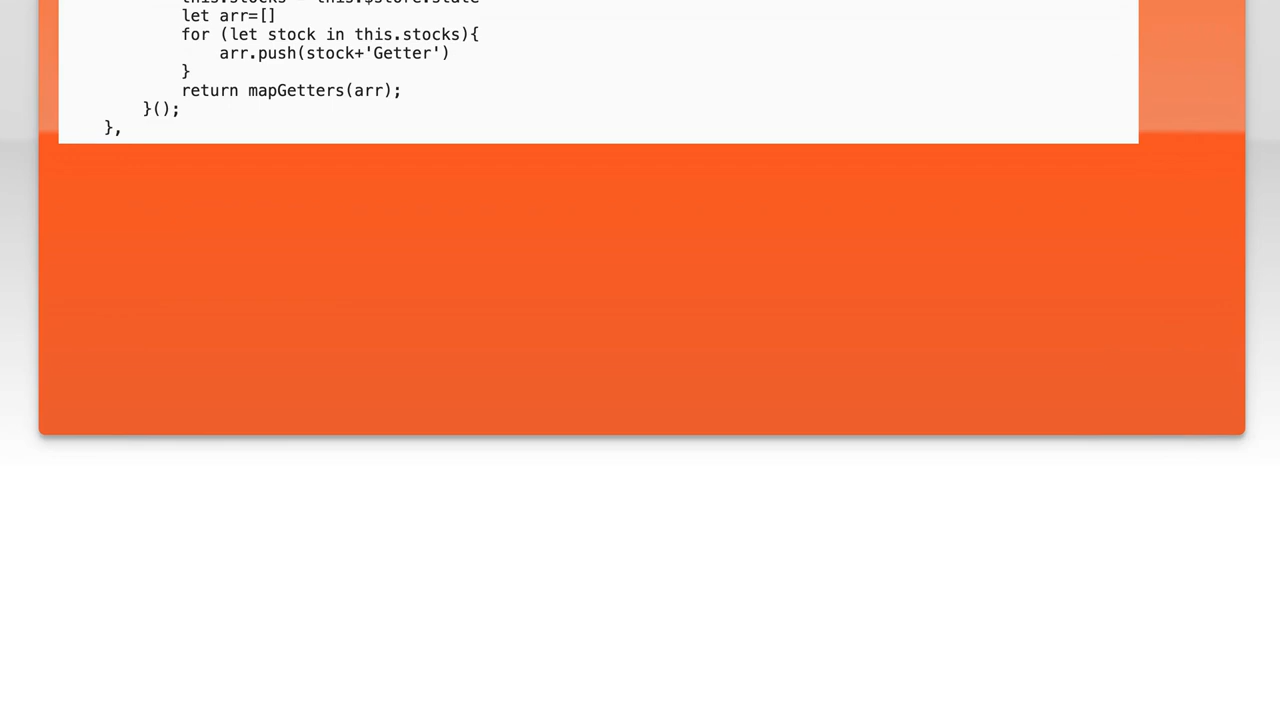 let arr=[]
for (let stock in this.stocks){
arr.push(stock+'Getter')
}
return mapGetters(arr);
}();
},